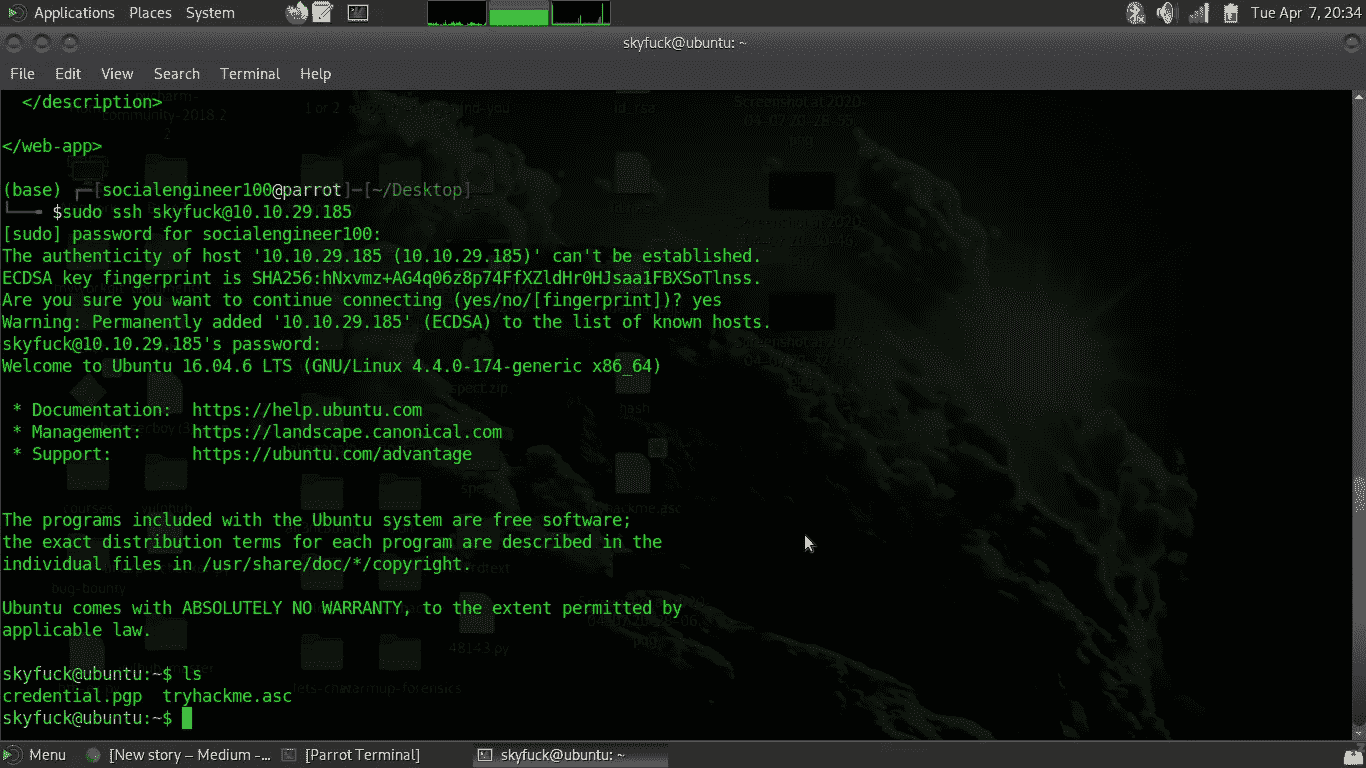 Applications Places System Tue Apr 7, 20:34
skyfuck@ubuntu: ~
File Edit View Search Terminal Help
</description>
</web-app>
(base) ┌─[socialengineer100@parrot]─[~/Desktop]
└──╼ $sudo ssh skyfuck@10.10.29.185
[sudo] password for socialengineer100:
The authenticity of host '10.10.29.185 (10.10.29.185)' can't be established.
ECDSA key fingerprint is SHA256:hNxvmz+AG4q06z8p74FfXZldHr0HJsaa1FBXSoTlnss.
Are you sure you want to continue connecting (yes/no/[fingerprint])? yes
Warning: Permanently added '10.10.29.185' (ECDSA) to the list of known hosts.
skyfuck@10.10.29.185's password:
Welcome to Ubuntu 16.04.6 LTS (GNU/Linux 4.4.0-174-generic x86_64)
* Documentation: https://help.ubuntu.com
* Management: https://landscape.canonical.com
* Support: https://ubuntu.com/advantage
The programs included with the Ubuntu system are free software;
the exact distribution terms for each program are described in the
individual files in /usr/share/doc/*/copyright.
Ubuntu comes with ABSOLUTELY NO WARRANTY, to the extent permitted by
applicable law.
skyfuck@ubuntu:~$ ls
credential.pgp tryhackme.asc
skyfuck@ubuntu:~$
Menu [New story – Medium -... [Parrot Terminal] skyfuck@ubuntu: ~